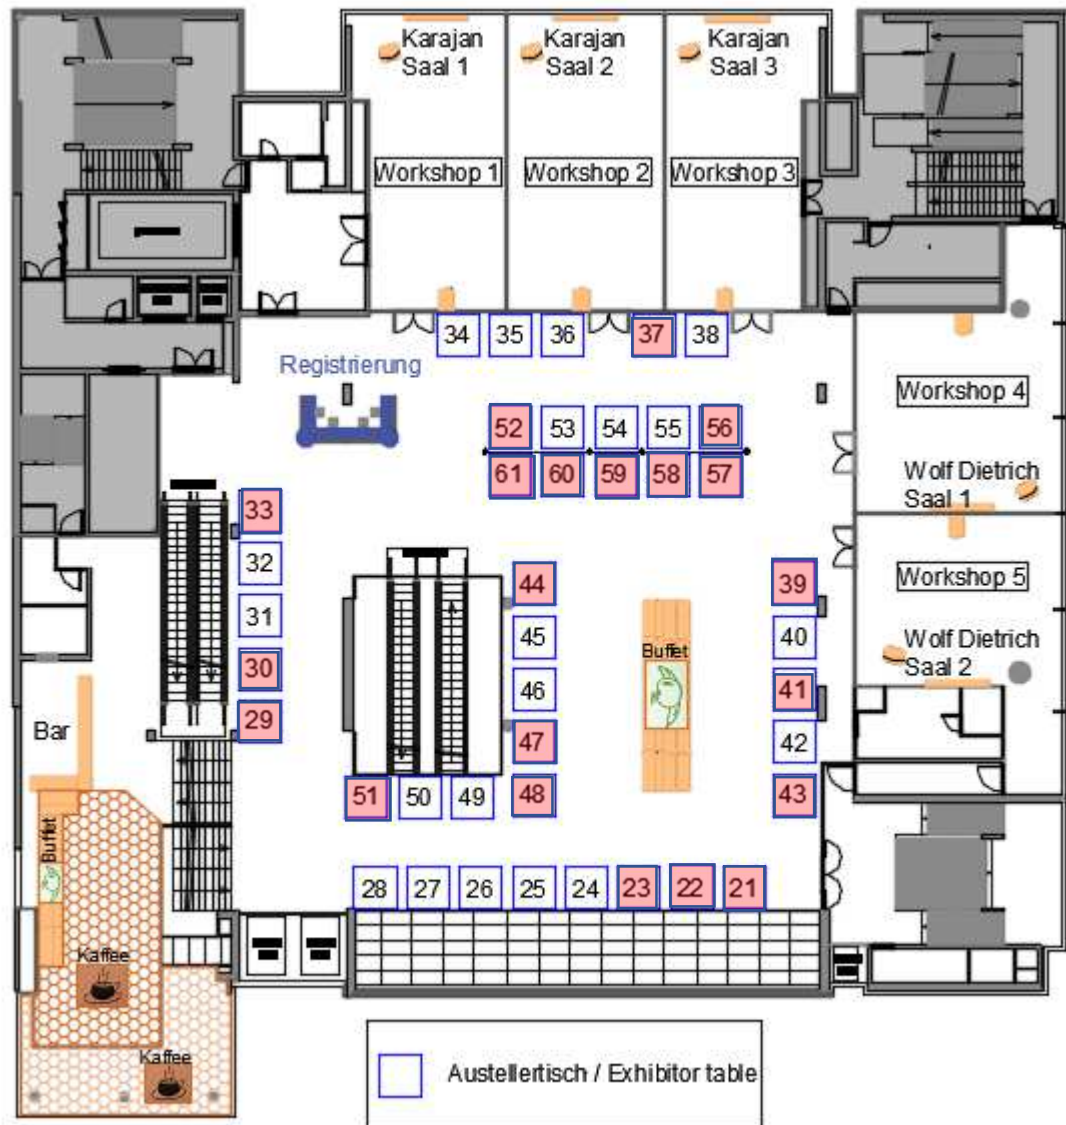 Karajan
Saal 1
Karajan
Saal 2
Karajan
Saal 3
Workshop 1
Workshop 2
Workshop 3
34
35
36
37
38
Registrierung
Workshop 4
52
53
54
55
56
61
60
59
58
57
Wolf Dietrich
Saal 1
33
32
31
30
29
44
45
46
47
48
51
50
49
Buffet
39
40
41
42
43
Workshop 5
Wolf Dietrich
Saal 2
Bar
Buffet
28
27
26
25
24
23
22
21
Kaffee
Kaffee
Austellertisch / Exhibitor table